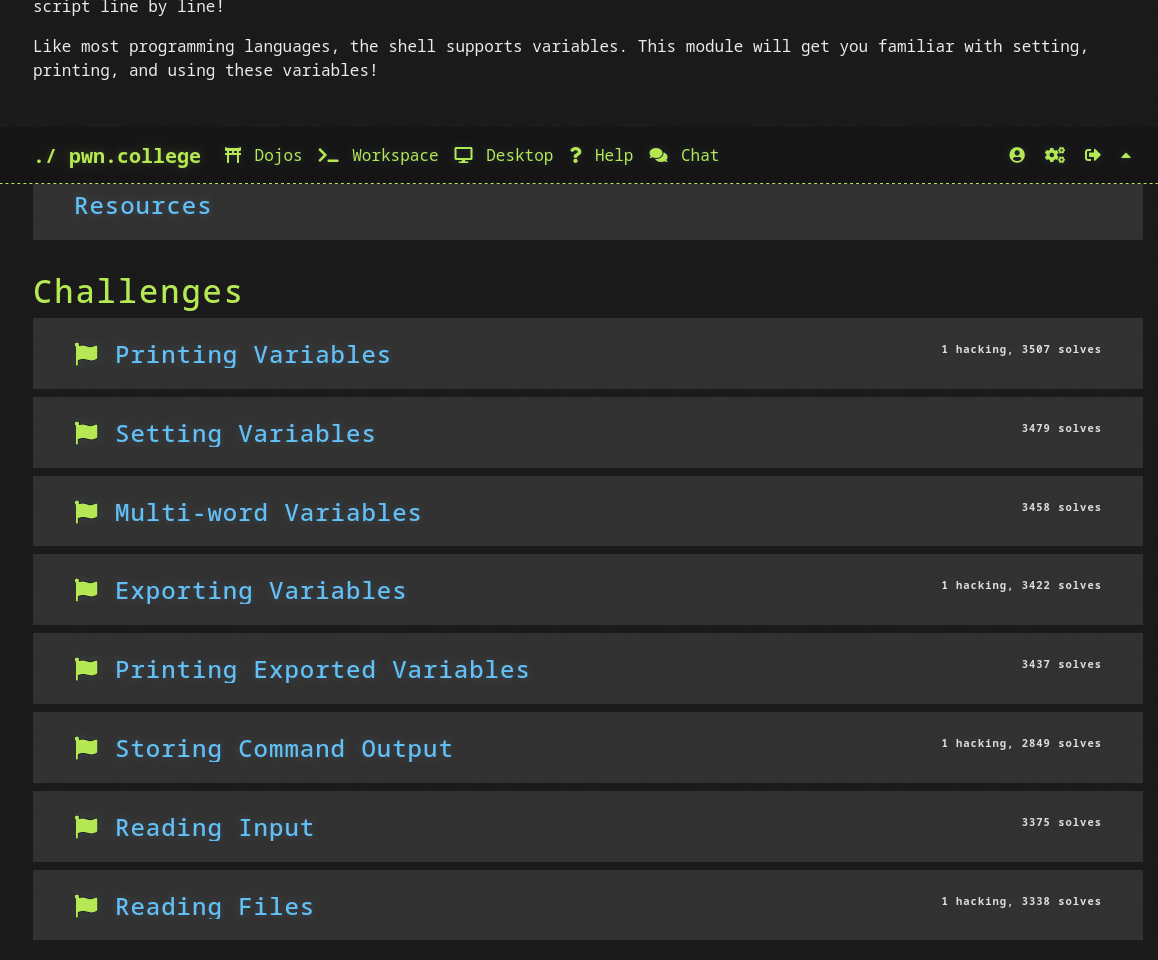 script line by line!
Like most programming languages, the shell supports variables. This module will get you familiar with setting,
printing, and using these variables!
./ pwn.college Dojos Workspace Desktop Help Chat
Resources
Challenges
Printing Variables 1 hacking, 3507 solves
Setting Variables 3479 solves
Multi-word Variables 3458 solves
Exporting Variables 1 hacking, 3422 solves
Printing Exported Variables 3437 solves
Storing Command Output 1 hacking, 2849 solves
Reading Input 3375 solves
Reading Files 1 hacking, 3338 solves